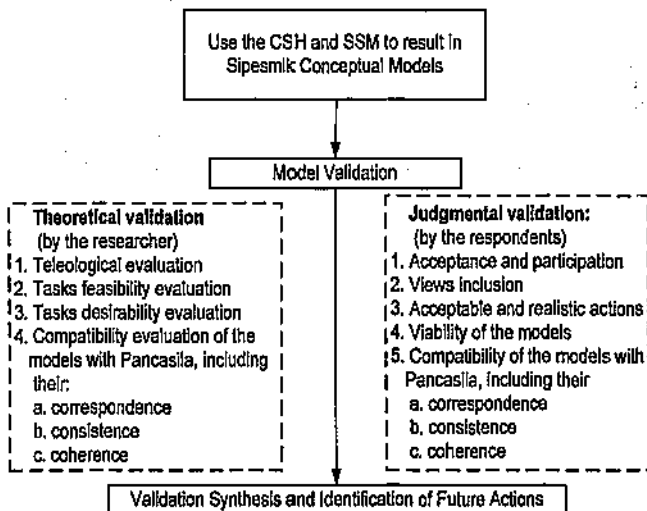 Use the CSH and SSM to result in
Sipesmik Conceptual Models
Model Validation
Theoretical validation
(by the researcher)
1. Teleological evaluation
2. Tasks feasibility evaluation
3. Tasks desirability evaluation
4. Compatibility evaluation of the
models with Pancasila, including
their:
a. correspondence
b. consistence
c. coherence
Judgmental validation:
(by the respondents)
1. Acceptance and participation
2. Views inclusion
3. Acceptable and realistic actions
4. Viability of the models
5. Compatibility of the models with
Pancasila, including their
a. correspondence
b. consistence
c. coherence
Validation Synthesis and Identification of Future Actions